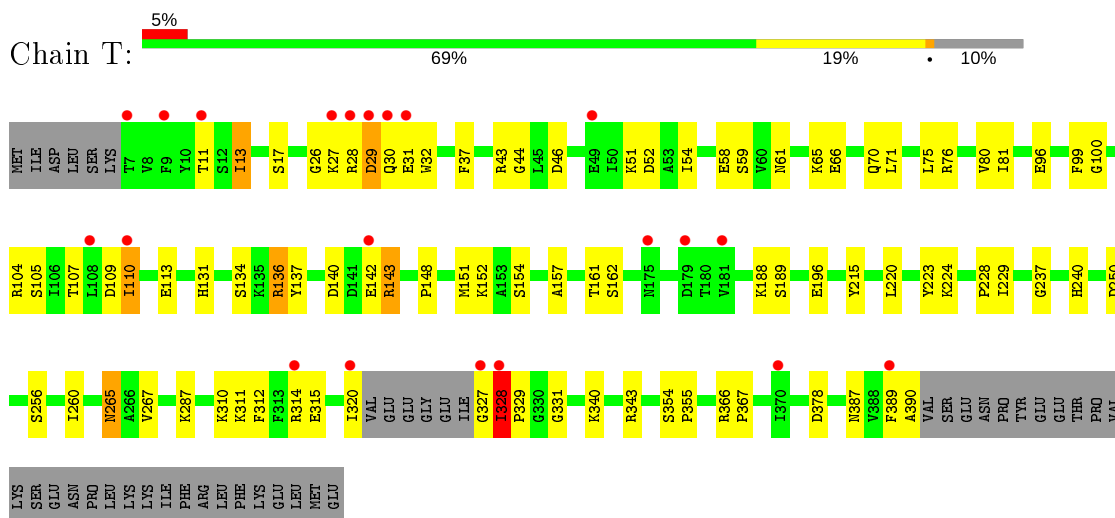 5%
Chain T:
69% 19% • 10%
MET ILE ASP LEU SER LYS T7 V8 F9 Y10 T11 S12 I13 S17 G26 K27 R28 D29 Q30 E31 W32 F37 R43 G44 L45 D46 E49 I50 K51 D52 A53 I54 E58 S59 V60 N61 K65 E66 Q70 L71 L75 R76 V80 I81 E96 F99 G100
R104 S105 I106 T107 L108 D109 I110 E113 H131 S134 K135 R136 Y137 D140 D141 E142 R143 P148 M151 K152 A153 S154 A157 T161 S162 N175 D179 T180 V181 K188 S189 E196 Y215 L220 Y223 K224 P228 I229 G237 H240
S256 I260 N265 A266 V267 K287 K310 K311 F312 F313 R314 E315 I320 VAL GLU GLU GLY GLU ILE G327 I328 P329 G330 G331 K340 R343 S354 P355 R366 P367 I370 D378 N387 V388 F389 A390 VAL SER GLU ASN PRO TYR GLU GLU THR PRO VAL
LYS SER GLU ASN PRO LEU LYS LYS ILE PHE ARG LEU PHE LYS GLU LEU MET GLU